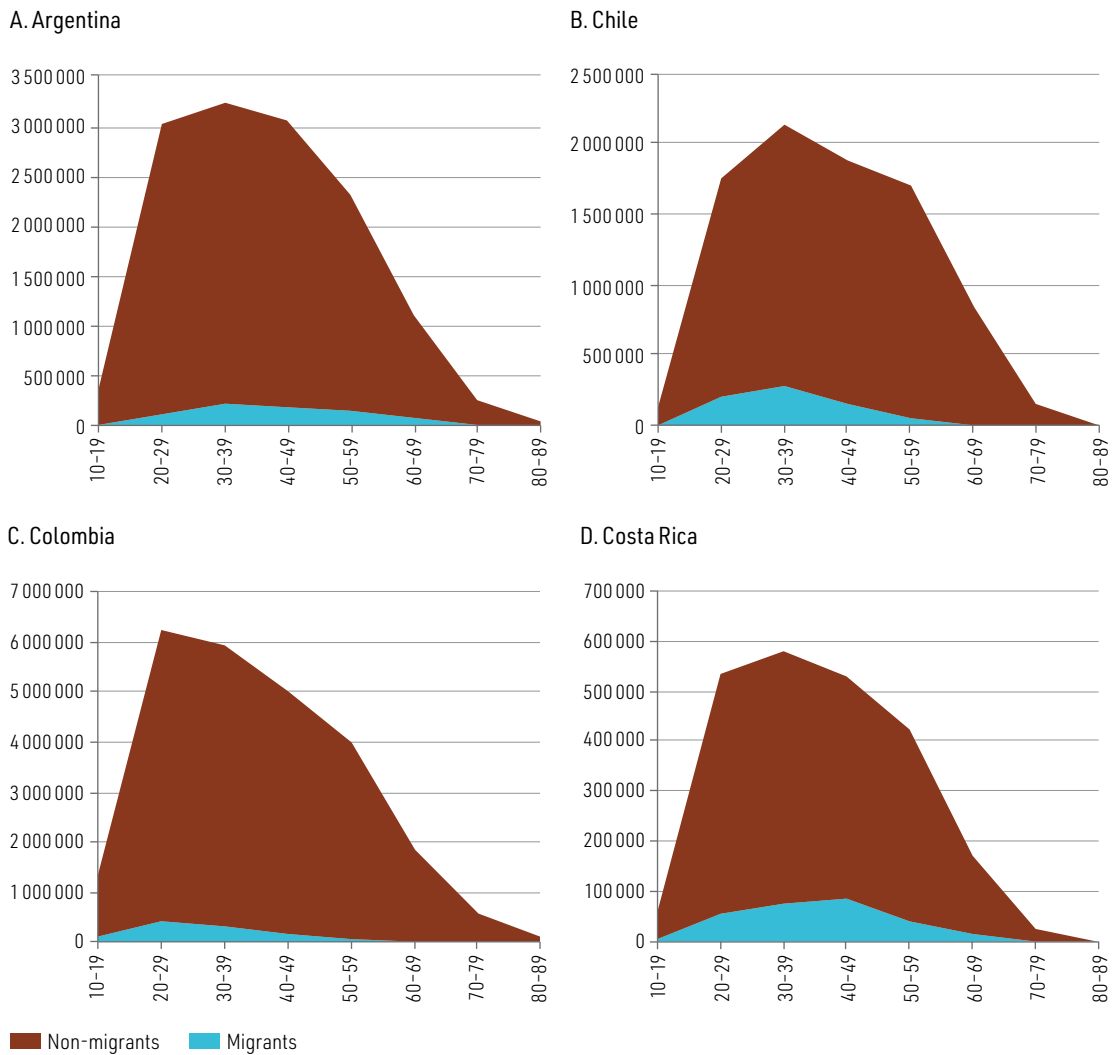 A. Argentina
3 500 000
3 000 000
2 500 000
2 000 000
1 500 000
1 000 000
500 000
0
10-19
20-29
30-39
40-49
50-59
60-69
70-79
80-89
B. Chile
2 500 000
2 000 000
1 500 000
1 000 000
500 000
0
10-19
20-29
30-39
40-49
50-59
60-69
70-79
80-89
C. Colombia
7 000 000
6 000 000
5 000 000
4 000 000
3 000 000
2 000 000
1 000 000
0
10-19
20-29
30-39
40-49
50-59
60-69
70-79
80-89
D. Costa Rica
700 000
600 000
500 000
400 000
300 000
200 000
100 000
0
10-19
20-29
30-39
40-49
50-59
60-69
70-79
80-89
Non-migrants Migrants